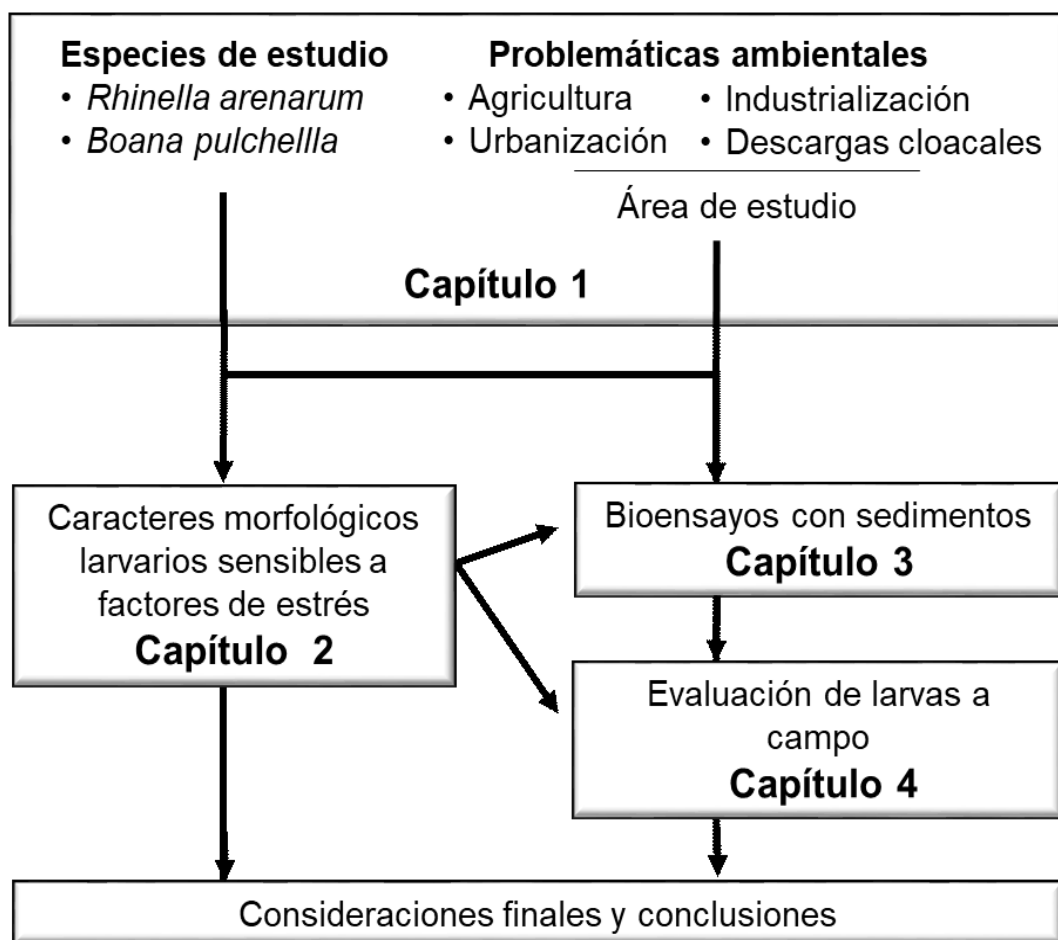 Especies de estudio
• Rhinella arenarum
• Boana pulchellla
Problemáticas ambientales
• Agricultura • Industrialización
• Urbanización • Descargas cloacales
Área de estudio
Capítulo 1
Caracteres morfológicos
larvarios sensibles a
factores de estrés
Capítulo 2
Bioensayos con sedimentos
Capítulo 3
Evaluación de larvas a
campo
Capítulo 4
Consideraciones finales y conclusiones